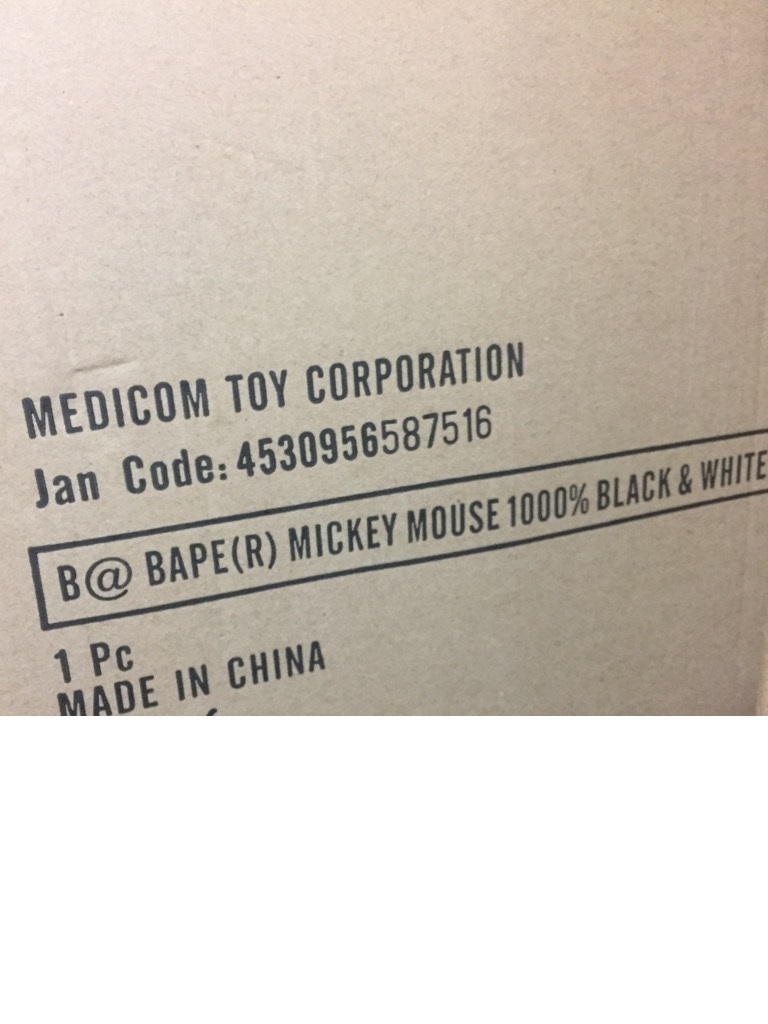 MEDICOM TOY CORPORATION
Jan Code: 4530956587516
B@ BAPE(R) MICKEY MOUSE 1000% BLACK & WHITE
1 Pc
MADE IN CHINA